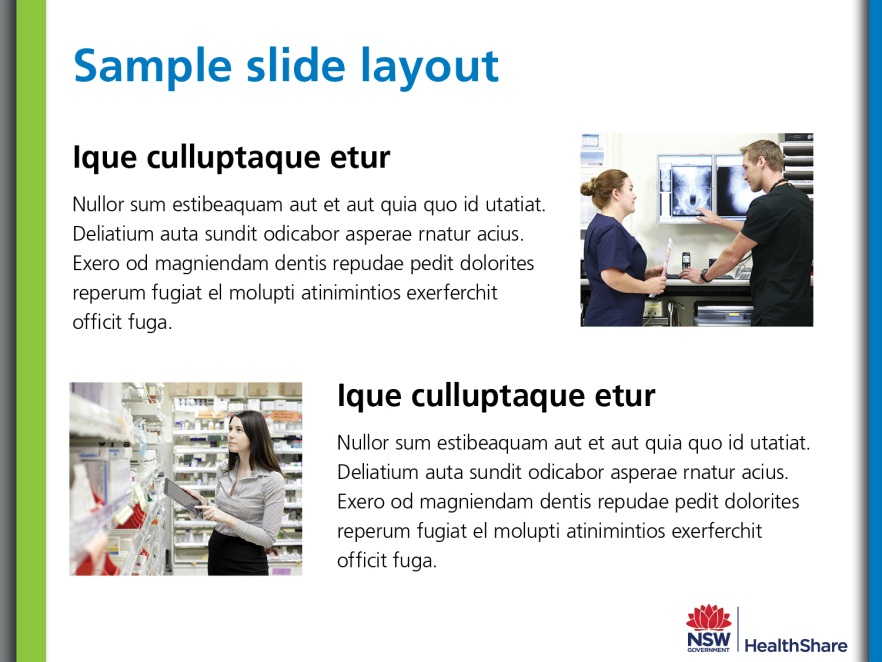 Sample slide layout
Ique culluptaque etur
Nullor sum estibeaquam aut et aut quia quo id utatiat.
Deliatium auta sundit odicabor asperae rnatur acius.
Exero od magniendam dentis repudae pedit dolorites
reperum fugiat el molupti atinimintios exerferchit
officit fuga.
Ique culluptaque etur
Nullor sum estibeaquam aut et aut quia quo id utatiat.
Deliatium auta sundit odicabor asperae rnatur acius.
Exero od magniendam dentis repudae pedit dolorites
reperum fugiat el molupti atinimintios exerferchit
officit fuga.
NSW
GOVERNMENT
HealthShare